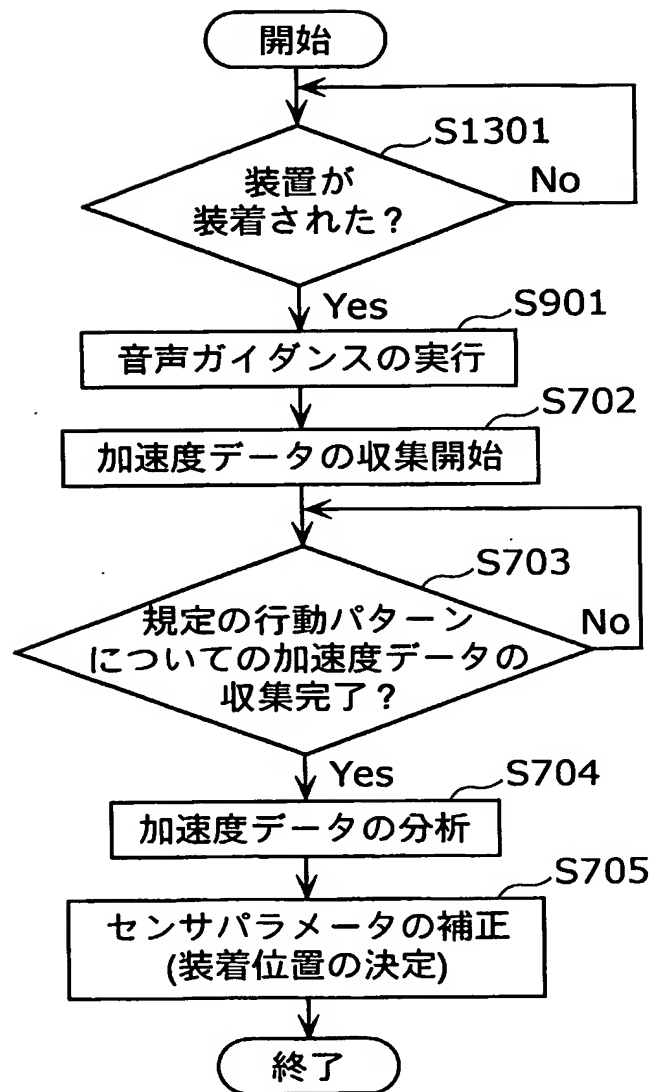 開始
S1301
装置が
装着された?
No
Yes
S901
音声ガイダンスの実行
S702
加速度データの収集開始
S703
規定の行動パターン
についての加速度データの
収集完了?
No
Yes
S704
加速度データの分析
S705
センサパラメータの補正
(装着位置の決定)
終了